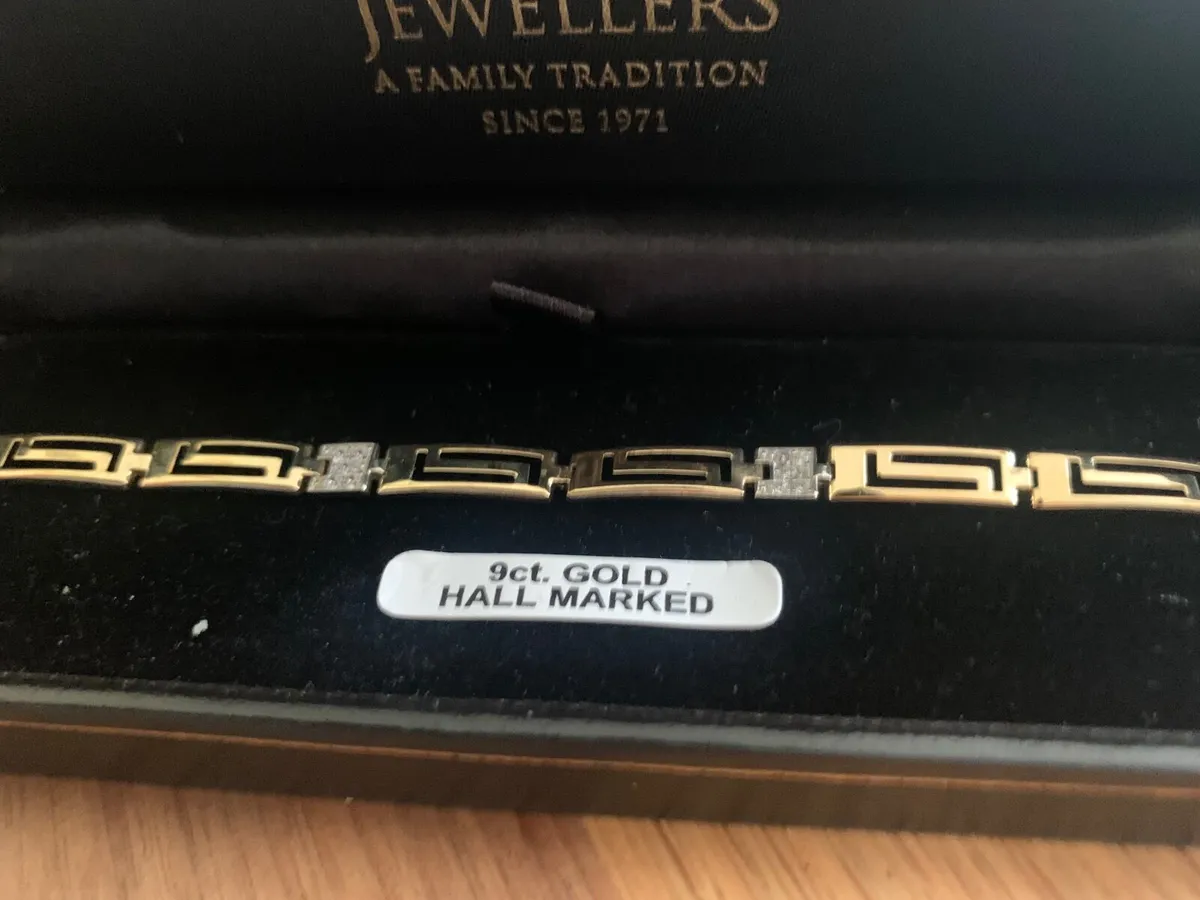 JEWELLERS
A FAMILY TRADITION
SINCE 1971
9ct. GOLD
HALL MARKED